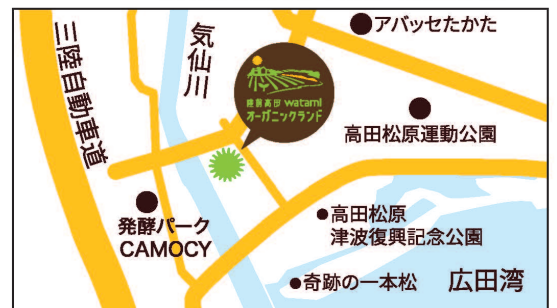 アバッセたかた
三陸自動車道
気仙川
陸前高田 watami
オーガニックランド
高田松原運動公園
発酵パーク
CAMOCY
高田松原
津波復興記念公園
奇跡の一本松
広田湾